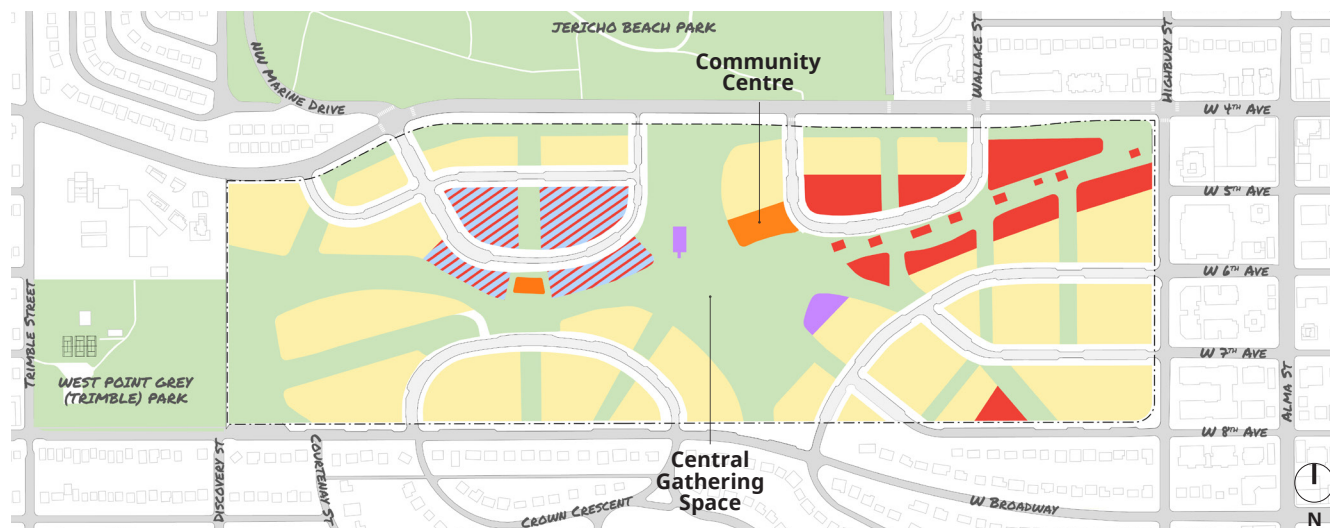 JERICHO BEACH PARK
Community
Centre
WALLACE ST
HIGHBURY ST
NW MARINE DRIVE
W 4TH AVE
W 5TH AVE
W 6TH AVE
TRIMBLE STREET
WEST POINT GREY
(TRIMBLE) PARK
W 7TH AVE
ALMA ST
W 8TH AVE
DISCOVERY ST
COURTENAY ST
Central
Gathering
Space
CROWN CRESCENT
W BROADWAY
N